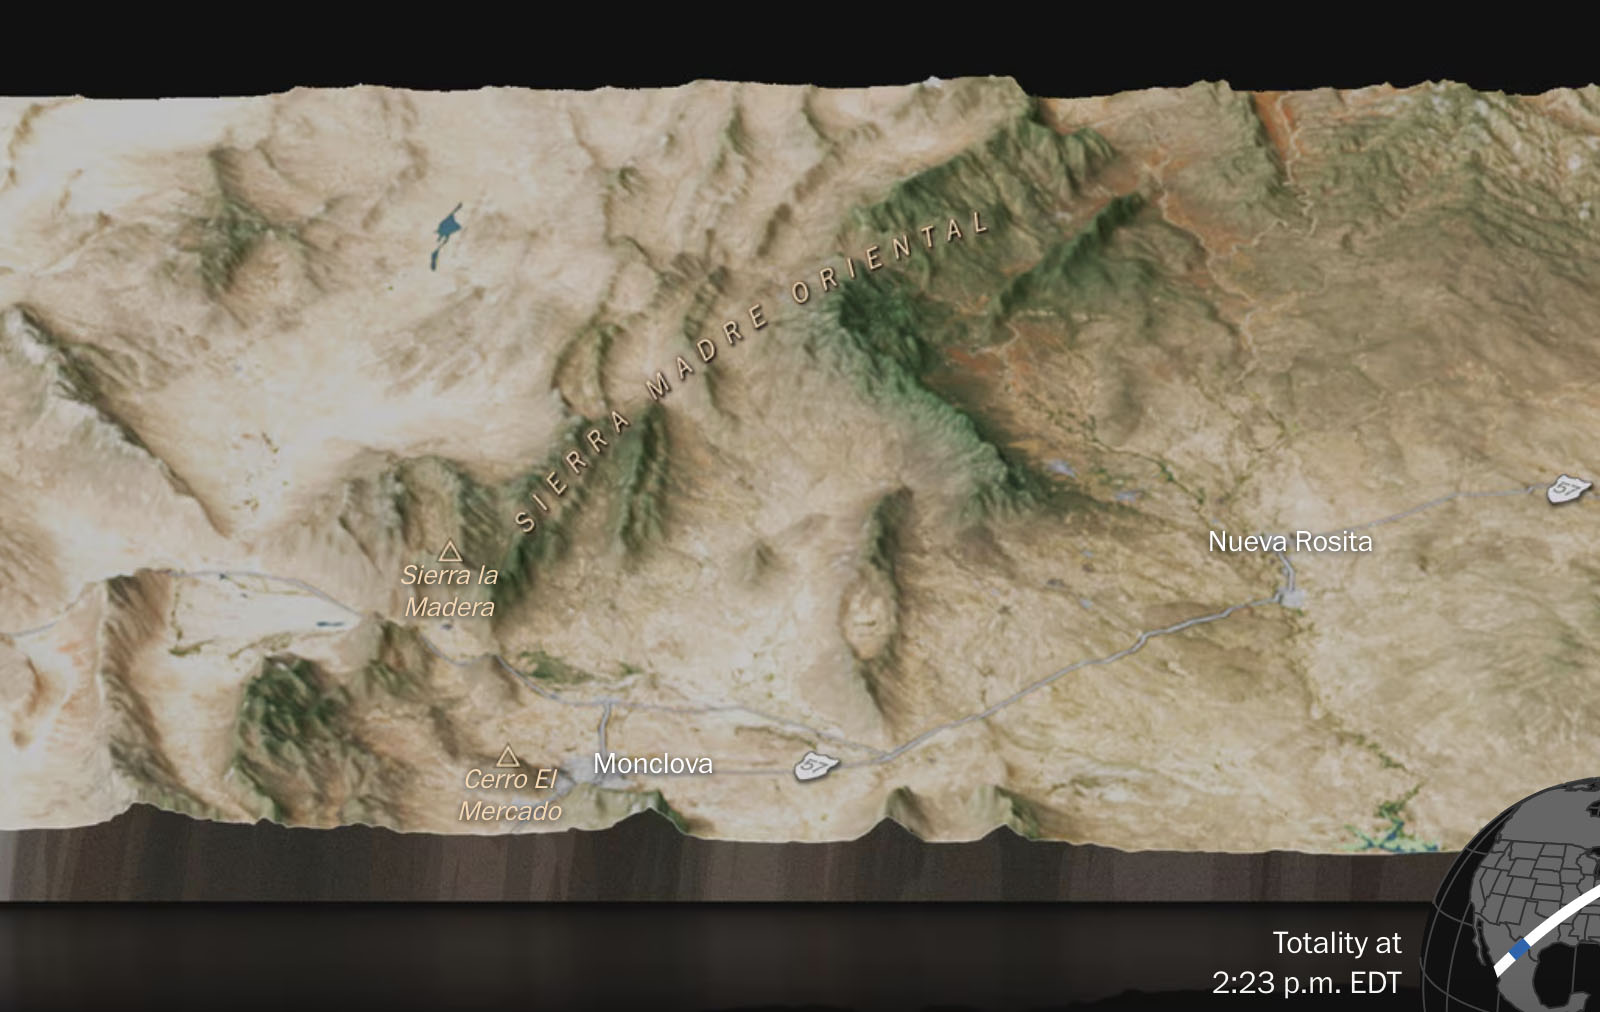 SIERRA MADRE ORIENTAL
57
Nueva Rosita
Sierra la
Madera
Monclova
57
Cerro El
Mercado
Totality at
2:23 p.m. EDT